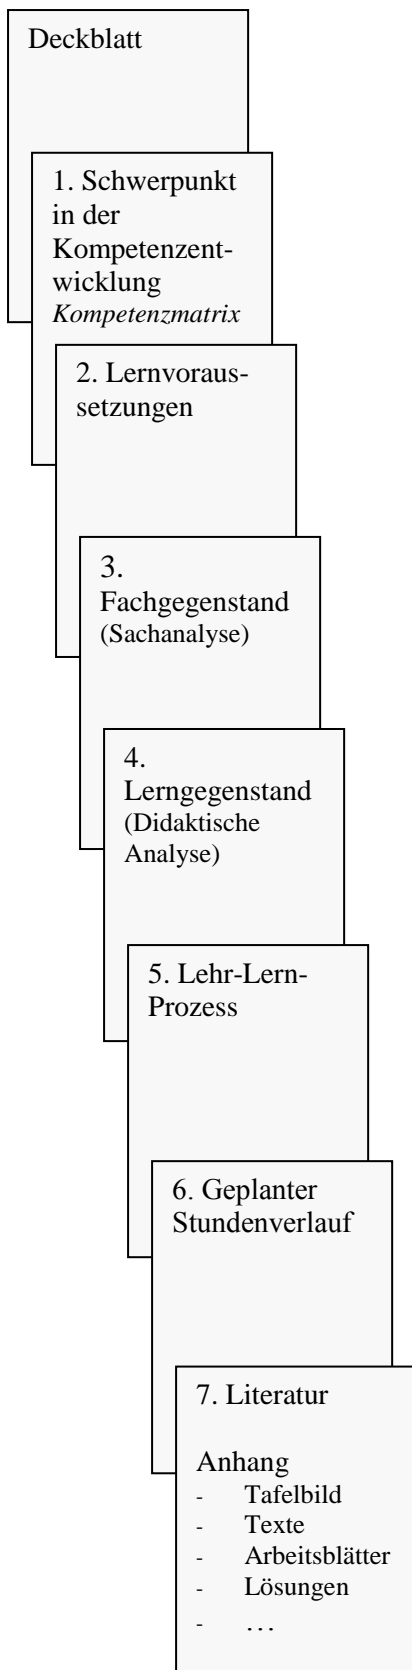 Deckblatt
1. Schwerpunkt
in der
Kompetenzent-
wicklung
Kompetenzmatrix
2. Lernvoraus-
setzungen
3.
Fachgegenstand
(Sachanalyse)
4.
Lerngegenstand
(Didaktische
Analyse)
5. Lehr-Lern-
Prozess
6. Geplanter
Stundenverlauf
7. Literatur
Anhang
- Tafelbild
- Texte
- Arbeitsblätter
- Lösungen
- …